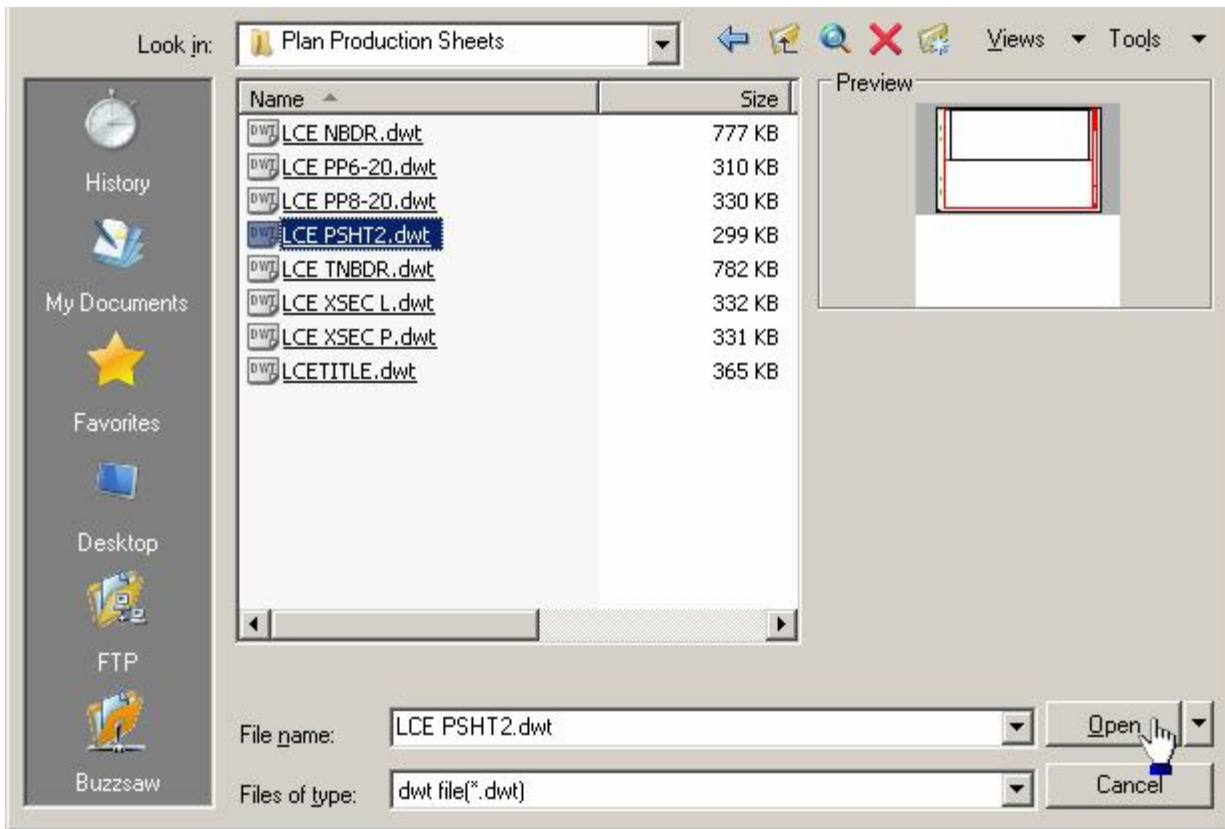 Look in: Plan Production Sheets Views Tools
Preview
Name Size
LCE NBDR.dwt 777 KB
LCE PP6-20.dwt 310 KB
LCE PP8-20.dwt 330 KB
LCE PSHT2.dwt 299 KB
LCE TNBDR.dwt 782 KB
LCE XSEC L.dwt 332 KB
LCE XSEC P.dwt 331 KB
LCETITLE.dwt 365 KB
History
My Documents
Favorites
Desktop
FTP
Buzzsaw
File name: LCE PSHT2.dwt Open
Files of type: dwt file(*.dwt) Cancel